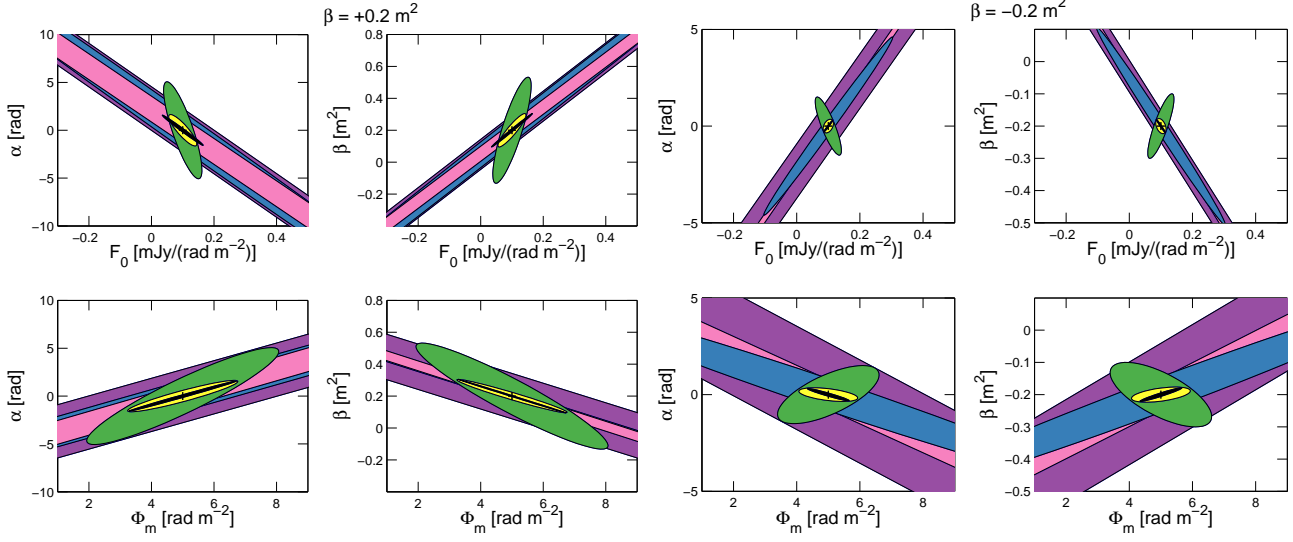 β = +0.2 m²
β = −0.2 m²
10
5
0
−5
−10
α [rad]
−0.2 0 0.2 0.4
F₀ [mJy/(rad m⁻²)]
0.8
0.6
0.4
0.2
0
−0.2
β [m²]
−0.2 0 0.2 0.4
F₀ [mJy/(rad m⁻²)]
5
0
−5
α [rad]
−0.2 0 0.2 0.4
F₀ [mJy/(rad m⁻²)]
0
−0.1
−0.2
−0.3
−0.4
−0.5
β [m²]
−0.2 0 0.2 0.4
F₀ [mJy/(rad m⁻²)]
10
5
0
−5
−10
α [rad]
2 4 6 8
Φₘ [rad m⁻²]
0.8
0.6
0.4
0.2
0
−0.2
β [m²]
2 4 6 8
Φₘ [rad m⁻²]
5
0
−5
α [rad]
2 4 6 8
Φₘ [rad m⁻²]
0
−0.1
−0.2
−0.3
−0.4
−0.5
β [m²]
2 4 6 8
Φₘ [rad m⁻²]